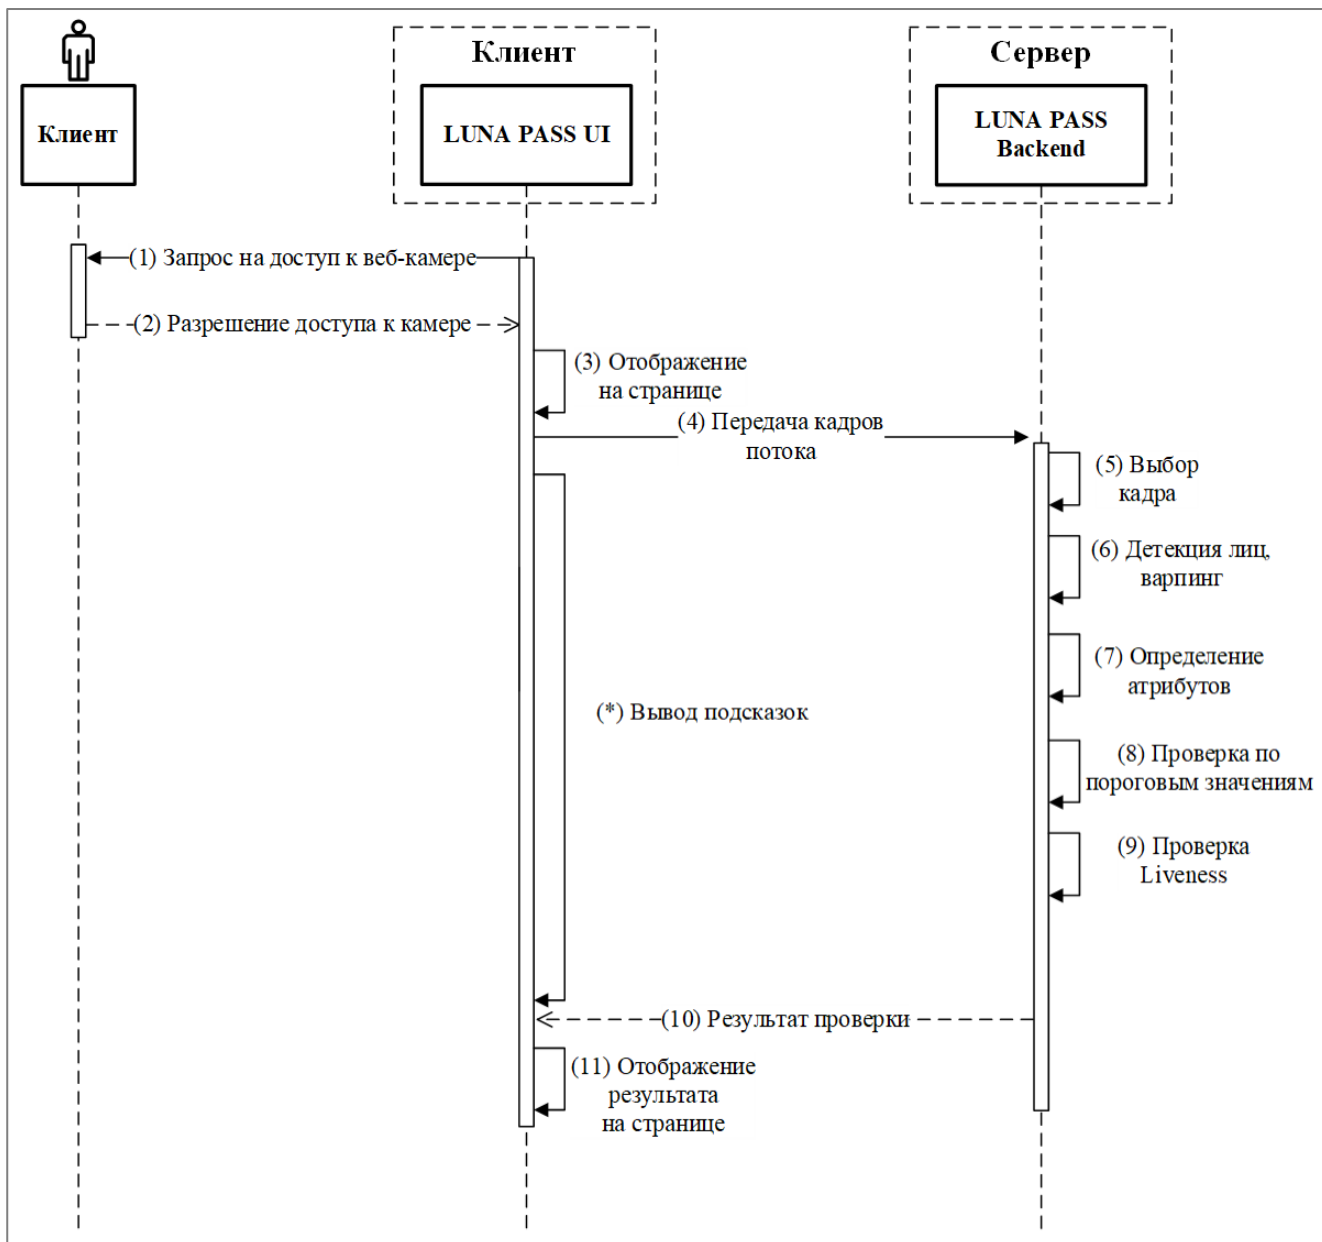 Клиент
Сервер
Клиент
LUNA PASS UI
LUNA PASS
Backend
(1) Запрос на доступ к веб-камере
(2) Разрешение доступа к камере
(3) Отображение
на странице
(4) Передача кадров
потока
(5) Выбор
кадра
(6) Детекция лиц,
варпинг
(7) Определение
атрибутов
(*) Вывод подсказок
(8) Проверка по
пороговым значениям
(9) Проверка
Liveness
(10) Результат проверки
(11) Отображение
результата
на странице